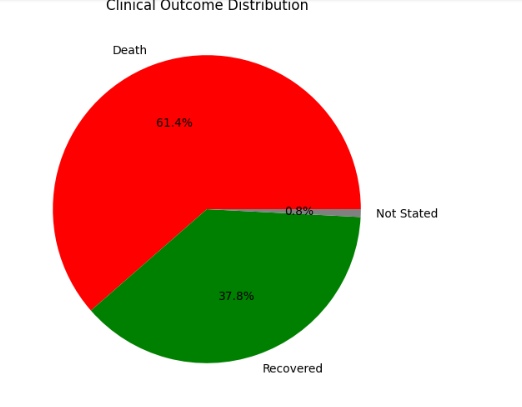 Clinical Outcome Distribution
Death
61.4%
0.8%
Not Stated
37.8%
Recovered